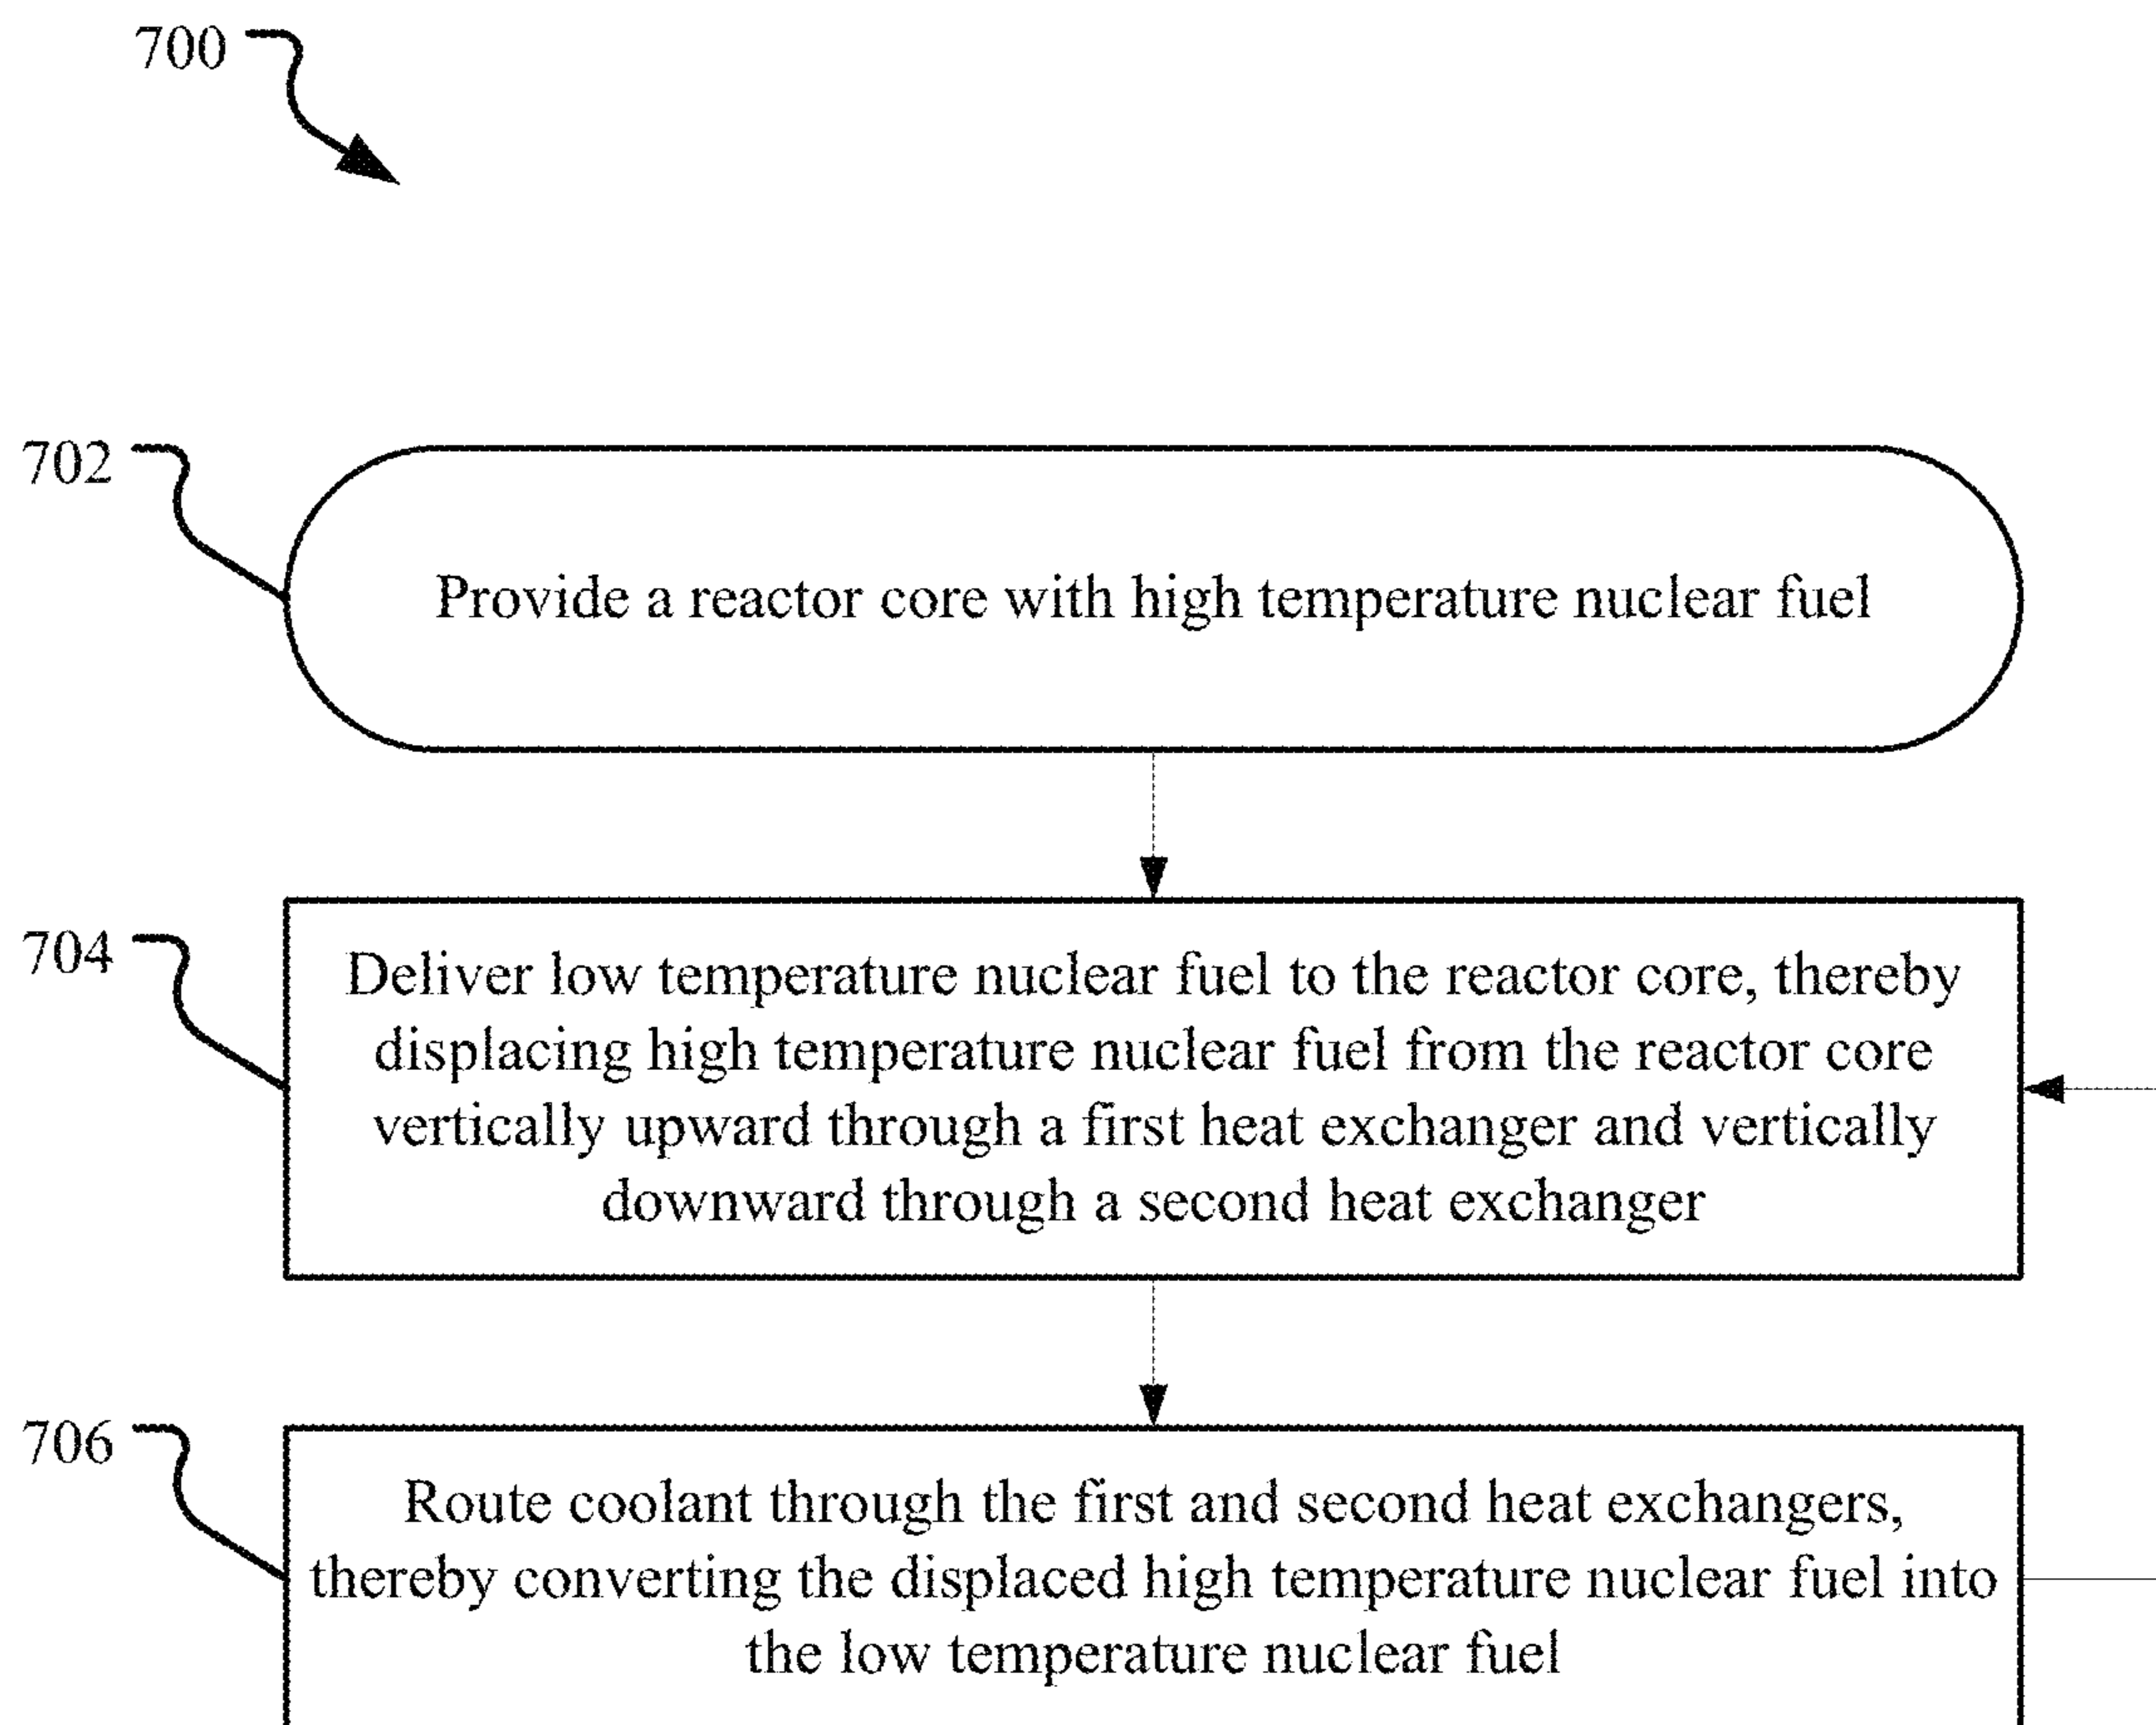 700
702
Provide a reactor core with high temperature nuclear fuel
704
Deliver low temperature nuclear fuel to the reactor core, thereby
displacing high temperature nuclear fuel from the reactor core
vertically upward through a first heat exchanger and vertically
downward through a second heat exchanger
706
Route coolant through the first and second heat exchangers,
thereby converting the displaced high temperature nuclear fuel into
the low temperature nuclear fuel